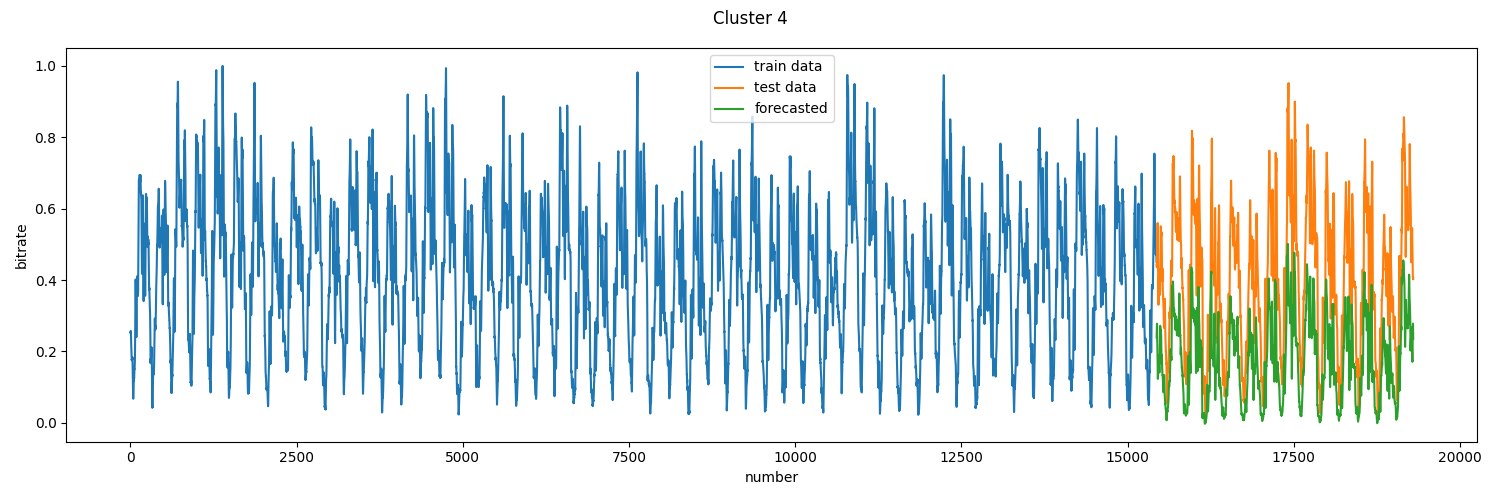 Cluster 4
train data
test data
forecasted
bitrate
1.0
0.8
0.6
0.4
0.2
0.0
0 2500 5000 7500 10000 12500 15000 17500 20000
number